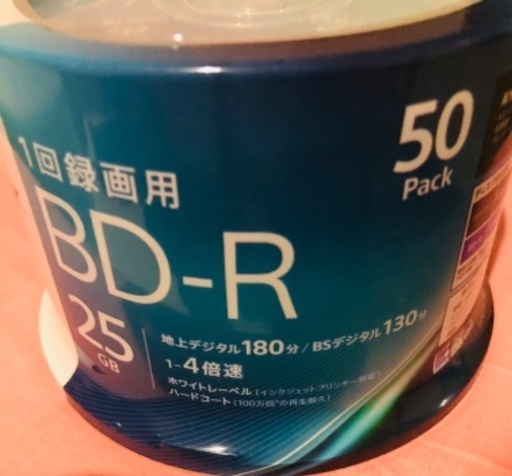 50
Pack
1回録画用
BD-R
25
GB
地上デジタル180分/BSデジタル130分
1-4倍速
ホワイトレーベル(インクジェットプリンター対応)
ハードコート(100万回*の再生耐久)